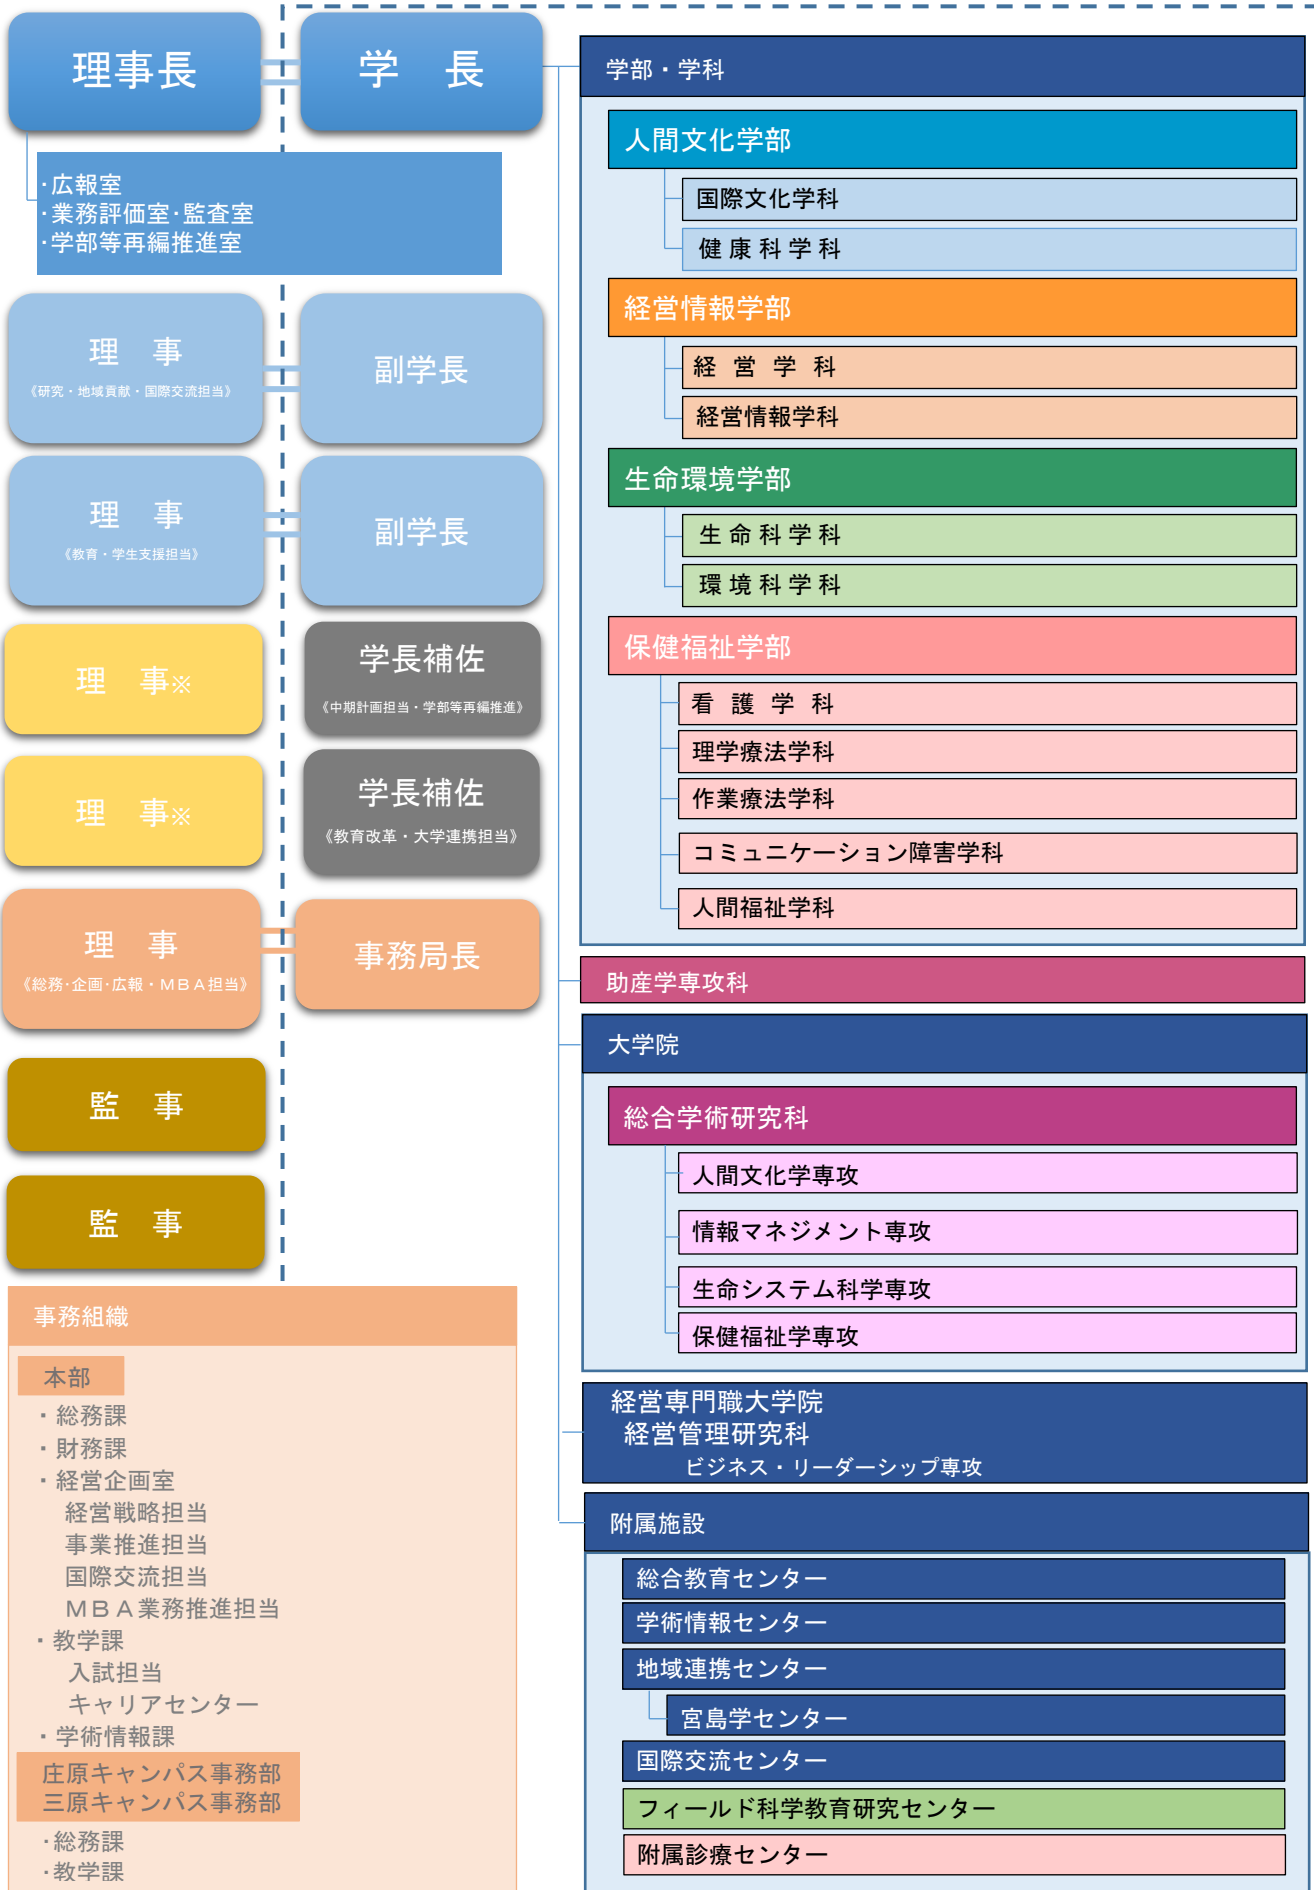 理事長
学　長
・広報室
・業務評価室・監査室
・学部等再編推進室
理　事
《研究・地域貢献・国際交流担当》
副学長
理　事
《教育・学生支援担当》
副学長
理　事※
学長補佐
《中期計画担当・学部等再編推進》
理　事※
学長補佐
《教育改革・大学連携担当》
理　事
《総務・企画・広報・ＭＢＡ担当》
事務局長
監　事
監　事
事務組織
本部
・総務課
・財務課
・経営企画室
経営戦略担当
事業推進担当
国際交流担当
ＭＢＡ業務推進担当
・教学課
入試担当
キャリアセンター
・学術情報課
庄原キャンパス事務部
三原キャンパス事務部
・総務課
・教学課
学部・学科
人間文化学部
国際文化学科
健康科学科
経営情報学部
経営学科
経営情報学科
生命環境学部
生命科学科
環境科学科
保健福祉学部
看護学科
理学療法学科
作業療法学科
コミュニケーション障害学科
人間福祉学科
助産学専攻科
大学院
総合学術研究科
人間文化学専攻
情報マネジメント専攻
生命システム科学専攻
保健福祉学専攻
経営専門職大学院
経営管理研究科
ビジネス・リーダーシップ専攻
附属施設
総合教育センター
学術情報センター
地域連携センター
宮島学センター
国際交流センター
フィールド科学教育研究センター
附属診療センター